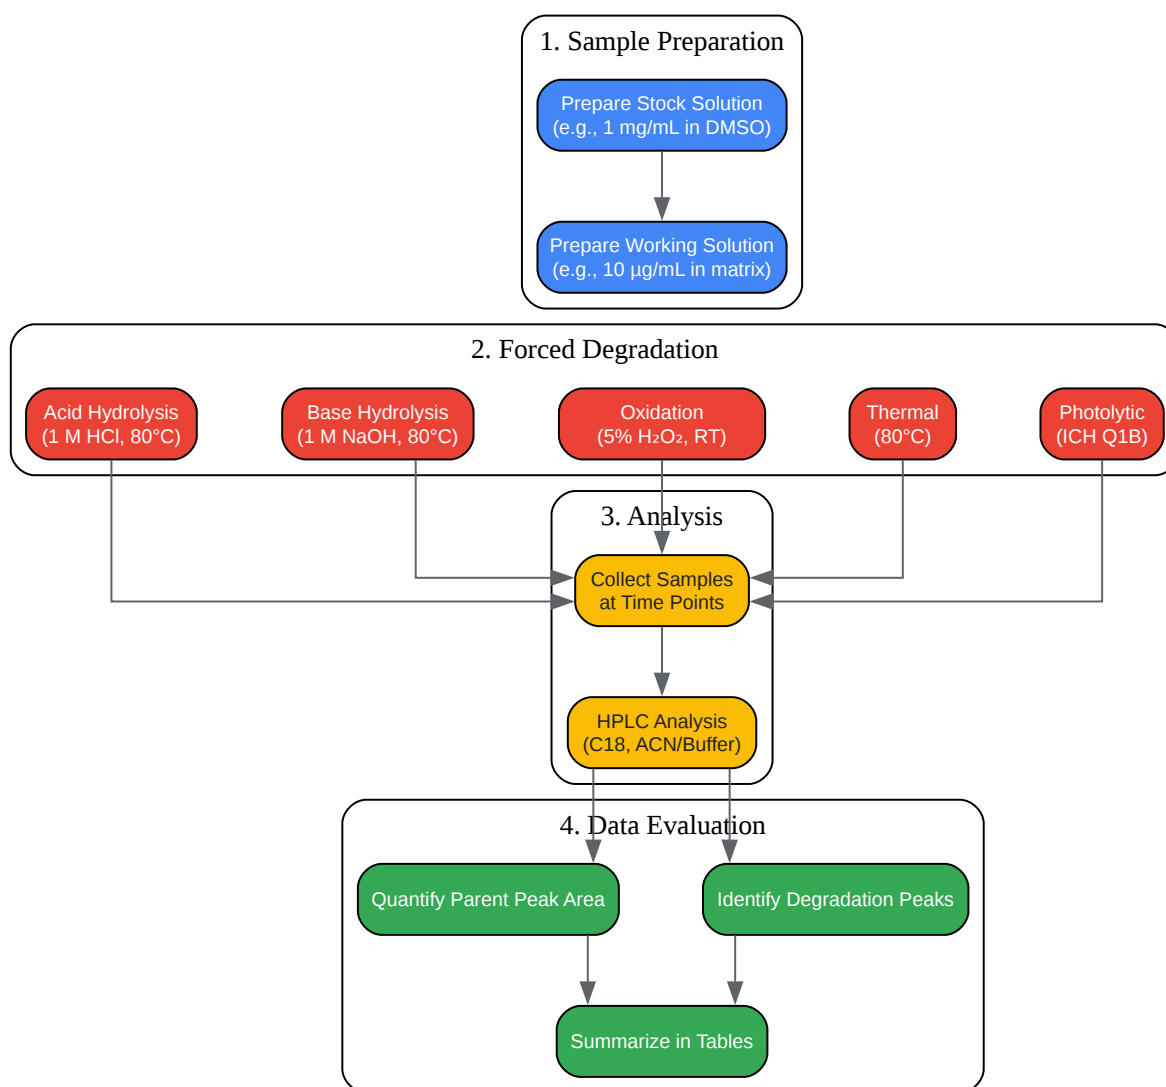 1. Sample Preparation
Prepare Stock Solution
(e.g., 1 mg/mL in DMSO)
Prepare Working Solution
(e.g., 10 µg/mL in matrix)
2. Forced Degradation
Acid Hydrolysis
(1 M HCl, 80°C)
Base Hydrolysis
(1 M NaOH, 80°C)
Oxidation
(5% H₂O₂, RT)
Thermal
(80°C)
Photolytic
(ICH Q1B)
3. Analysis
Collect Samples
at Time Points
HPLC Analysis
(C18, ACN/Buffer)
4. Data Evaluation
Quantify Parent Peak Area
Identify Degradation Peaks
Summarize in Tables